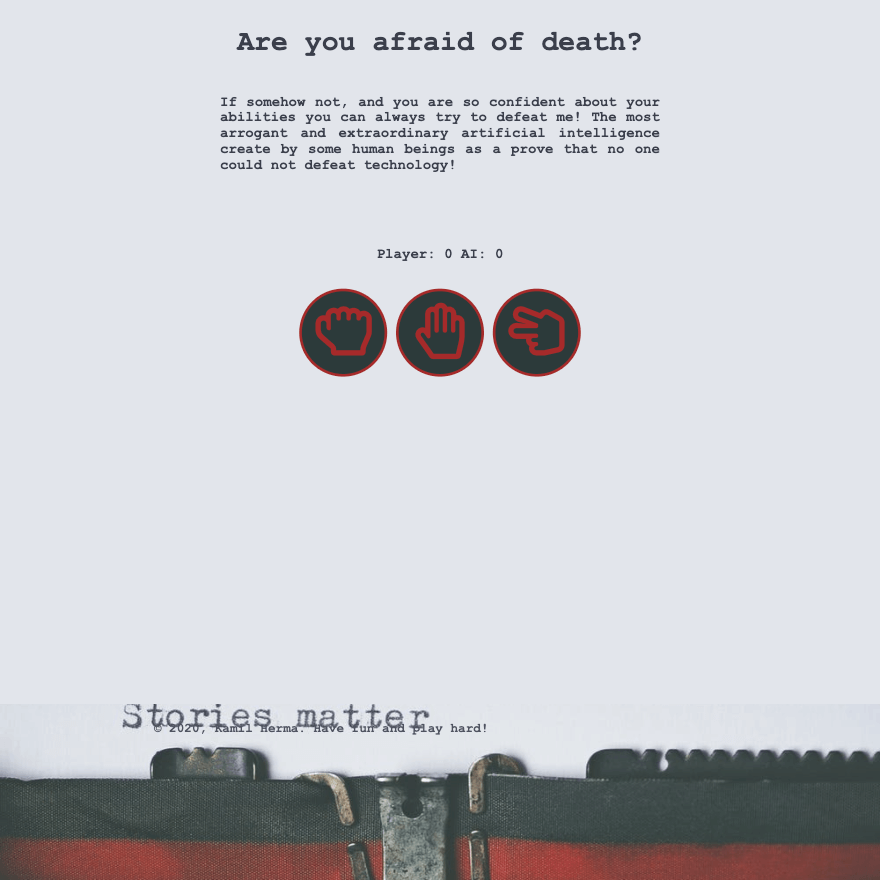 Are you afraid of death?
If somehow not, and you are so confident about your
abilities you can always try to defeat me! The most
arrogant and extraordinary artificial intelligence
create by some human beings as a prove that no one
could not defeat technology!
Player: 0 AI: 0
Stories matter
© 2020, Kamil Herma. Have fun and play hard!